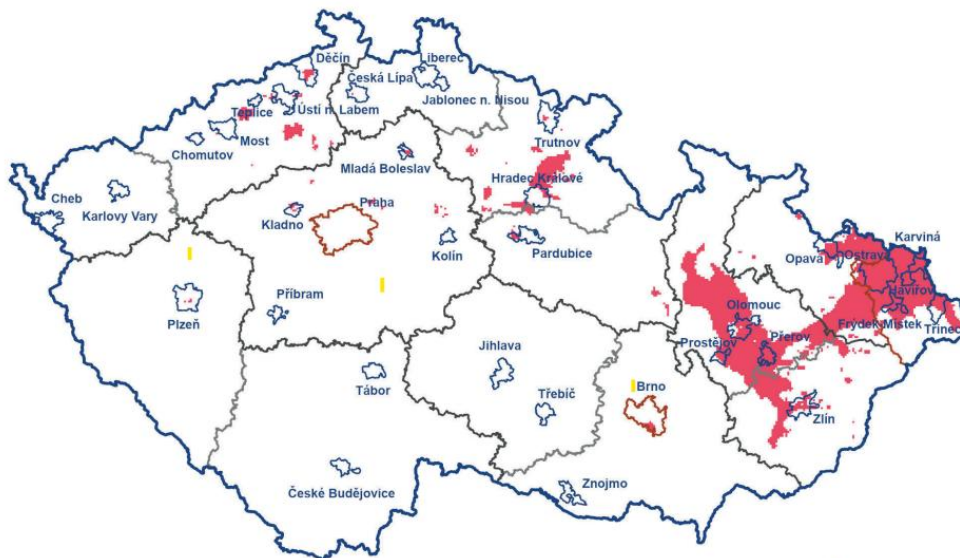 Děčín
Liberec
Česká Lípa
Jablonec n. Nisou
Teplice
Ústí n. Labem
Most
Chomutov
Trutnov
Mladá Boleslav
Hradec Králové
Cheb
Karlovy Vary
Praha
Kladno
Kolín
Pardubice
Opava
Ostrav
Karviná
Havířov
Plzeň
Příbram
Olomouc
Frýdek Místek
Třinec
Prostějov
Přerov
Jihlava
Tábor
Třebíč
Brno
Zlín
České Budějovice
Znojmo